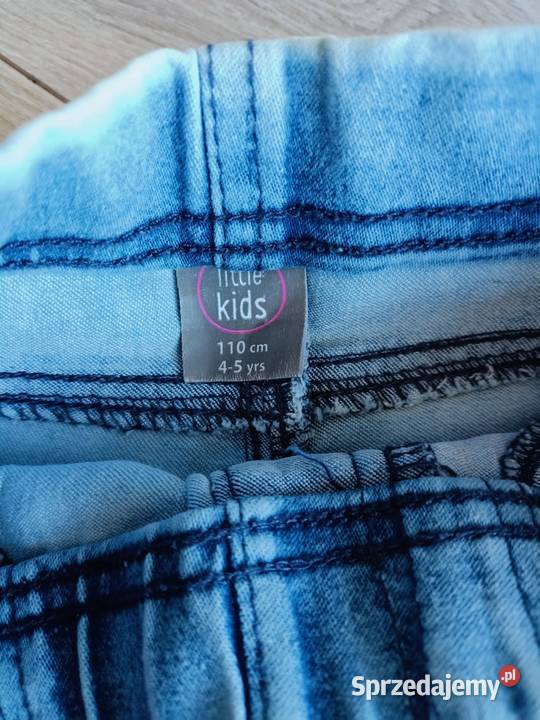 little
kids
110 cm
4-5 yrs
Sprzedajemy.pl